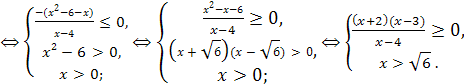 ⇔ { −(x²−6−x)/(x−4) ≤ 0, x² − 6 > 0, x > 0; ⇔ { (x²−x−6)/(x−4) ≥ 0, (x + √6)(x − √6) > 0, x > 0; ⇔ { ((x+2)(x−3))/(x−4) ≥ 0, x > √6 .